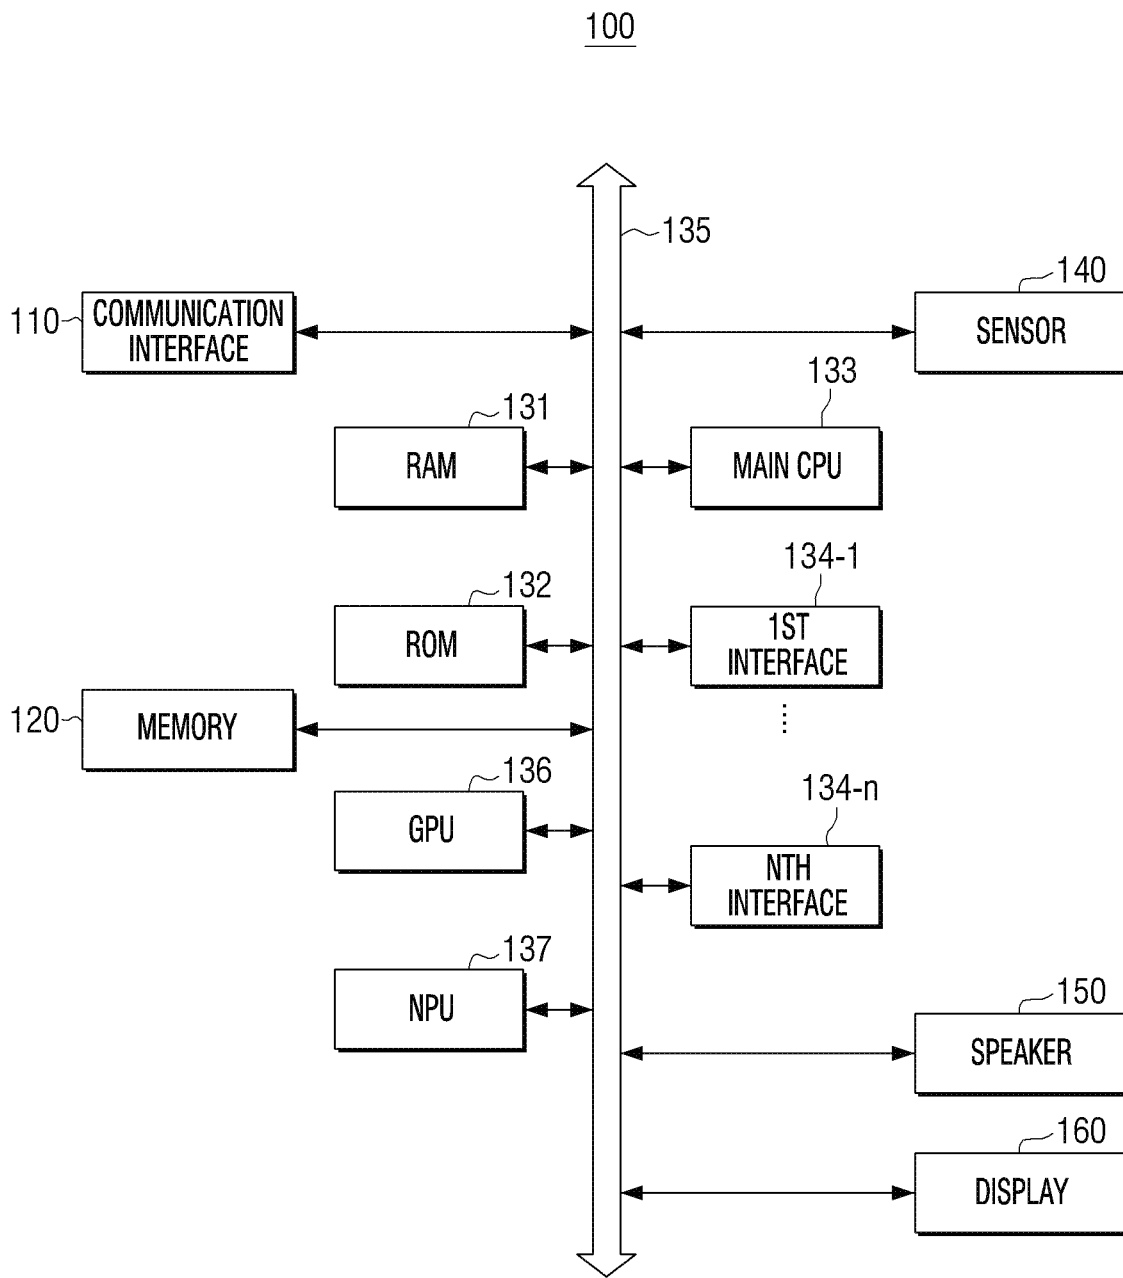 100
135
140
110
COMMUNICATION
INTERFACE
SENSOR
133
131
RAM
MAIN CPU
134-1
132
ROM
1ST
INTERFACE
120
MEMORY
136
134-n
GPU
NTH
INTERFACE
137
NPU
150
SPEAKER
160
DISPLAY